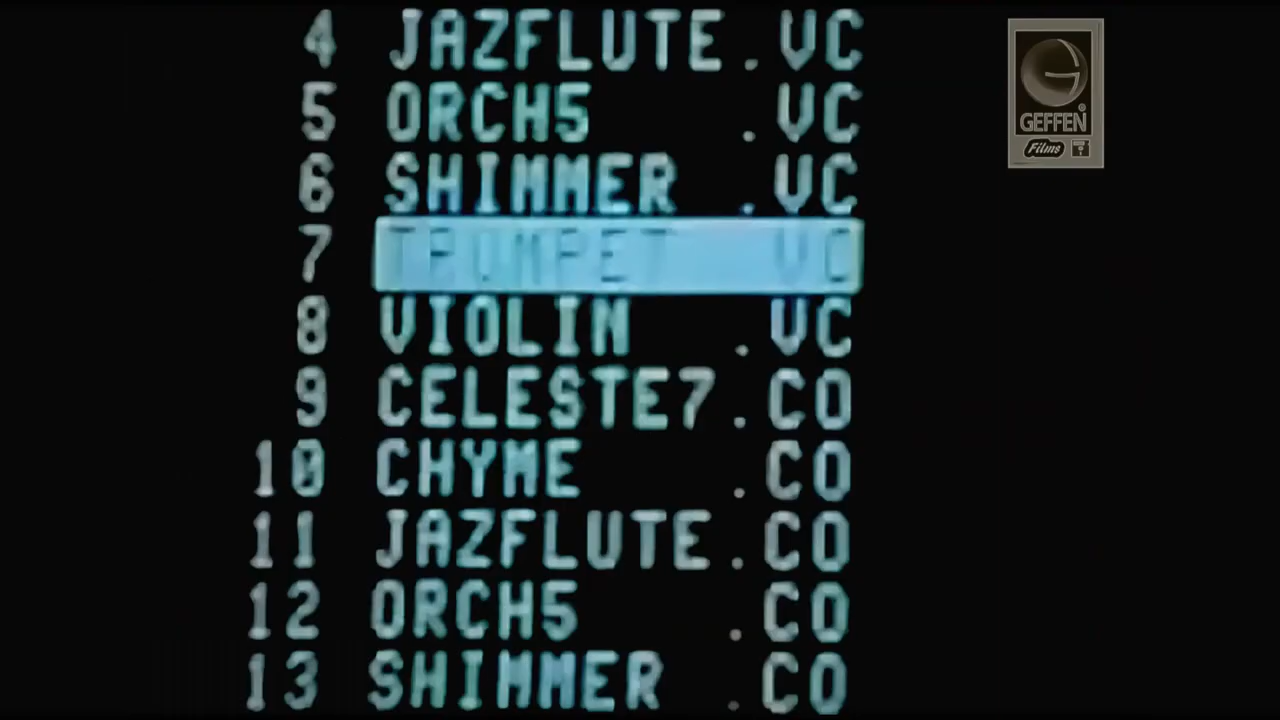 4 JAZFLUTE.VC
5 ORCH5 .VC
6 SHIMMER .VC
7 TRUMPET VC
8 VIOLIN .VC
9 CELESTE7.CO
10 CHYME .CO
11 JAZFLUTE.CO
12 ORCH5 .CO
13 SHIMMER .CO
GEFFEN
Films